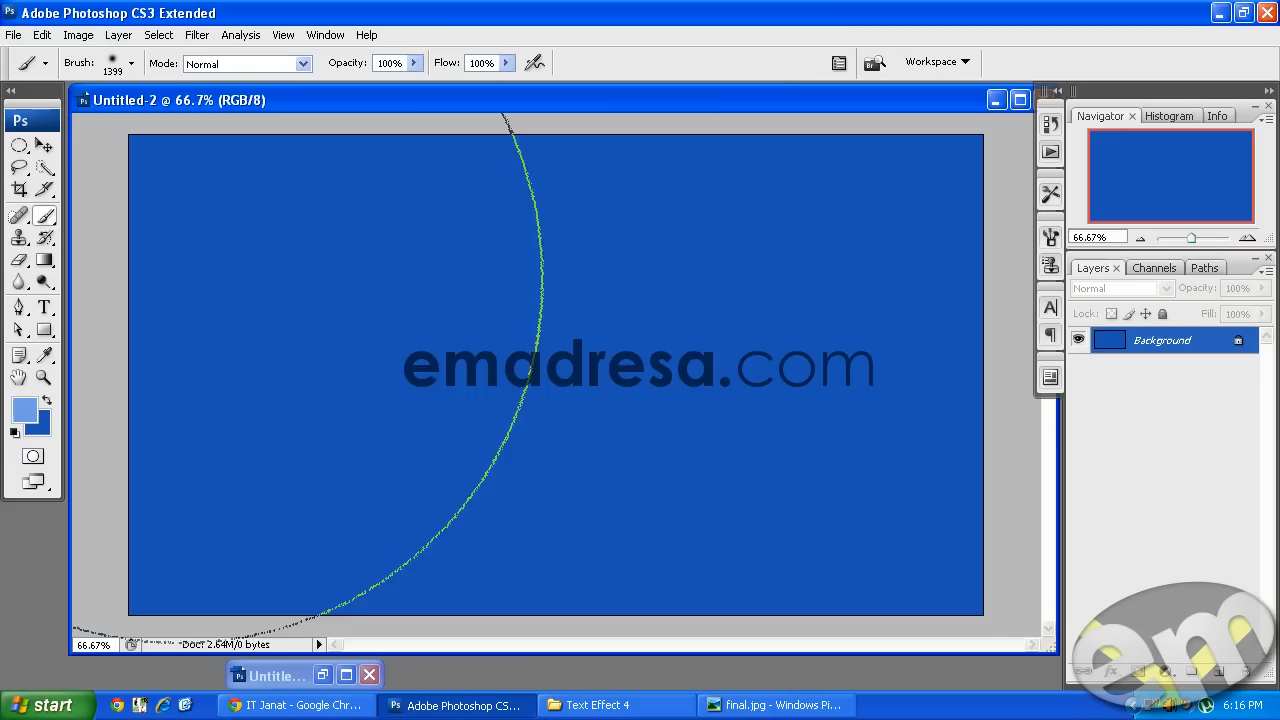 Adobe Photoshop CS3 Extended
File Edit Image Layer Select Filter Analysis View Window Help
Brush: 1399 Mode: Normal Opacity: 100% Flow: 100% Workspace
Untitled-2 @ 66.7% (RGB/8)
Ps
Navigator Histogram Info
66.67%
Layers Channels Paths
Normal Opacity: 100%
Lock: Fill: 100%
Background
emadresa.com
66.67% Doc: 2.64M/0 bytes
Untitle...
em
start IT Janat - Google Chr... Adobe Photoshop CS... Text Effect 4 final.jpg - Windows Pi... 6:16 PM